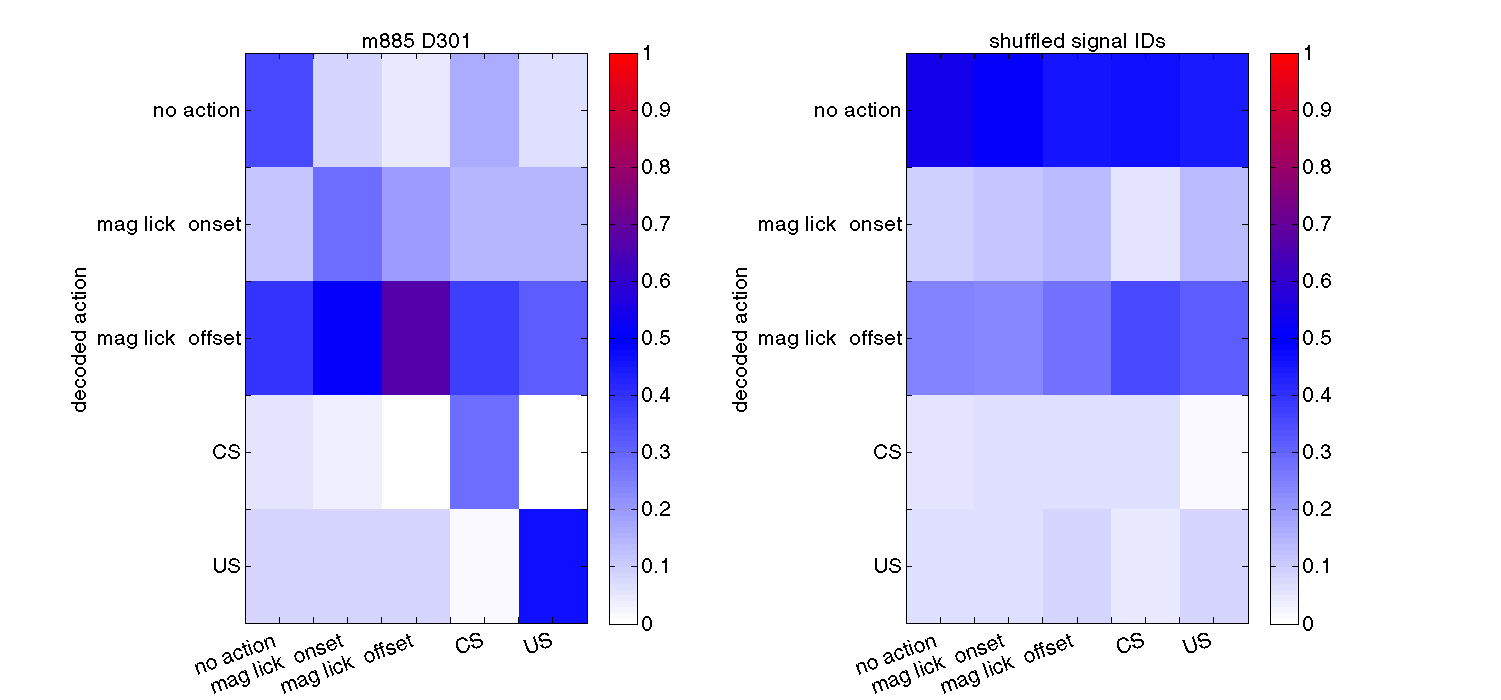 m885 D301
no action
mag lick  onset
mag lick  offset
CS
US
decoded action
no action
mag lick  onset
mag lick  offset
CS
US
1
0.9
0.8
0.7
0.6
0.5
0.4
0.3
0.2
0.1
0
shuffled signal IDs
no action
mag lick  onset
mag lick  offset
CS
US
decoded action
no action
mag lick  onset
mag lick  offset
CS
US
1
0.9
0.8
0.7
0.6
0.5
0.4
0.3
0.2
0.1
0